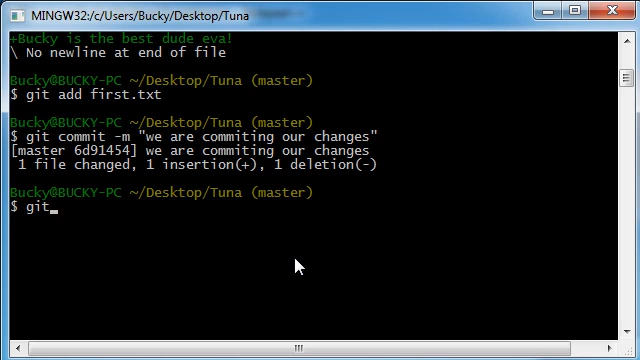 MINGW32:/c/Users/Bucky/Desktop/Tuna
+Bucky is the best dude eva!
\ No newline at end of file
Bucky@BUCKY-PC ~/Desktop/Tuna (master)
$ git add first.txt
Bucky@BUCKY-PC ~/Desktop/Tuna (master)
$ git commit -m "we are commiting our changes"
[master 6d91454] we are commiting our changes
 1 file changed, 1 insertion(+), 1 deletion(-)
Bucky@BUCKY-PC ~/Desktop/Tuna (master)
$ git_